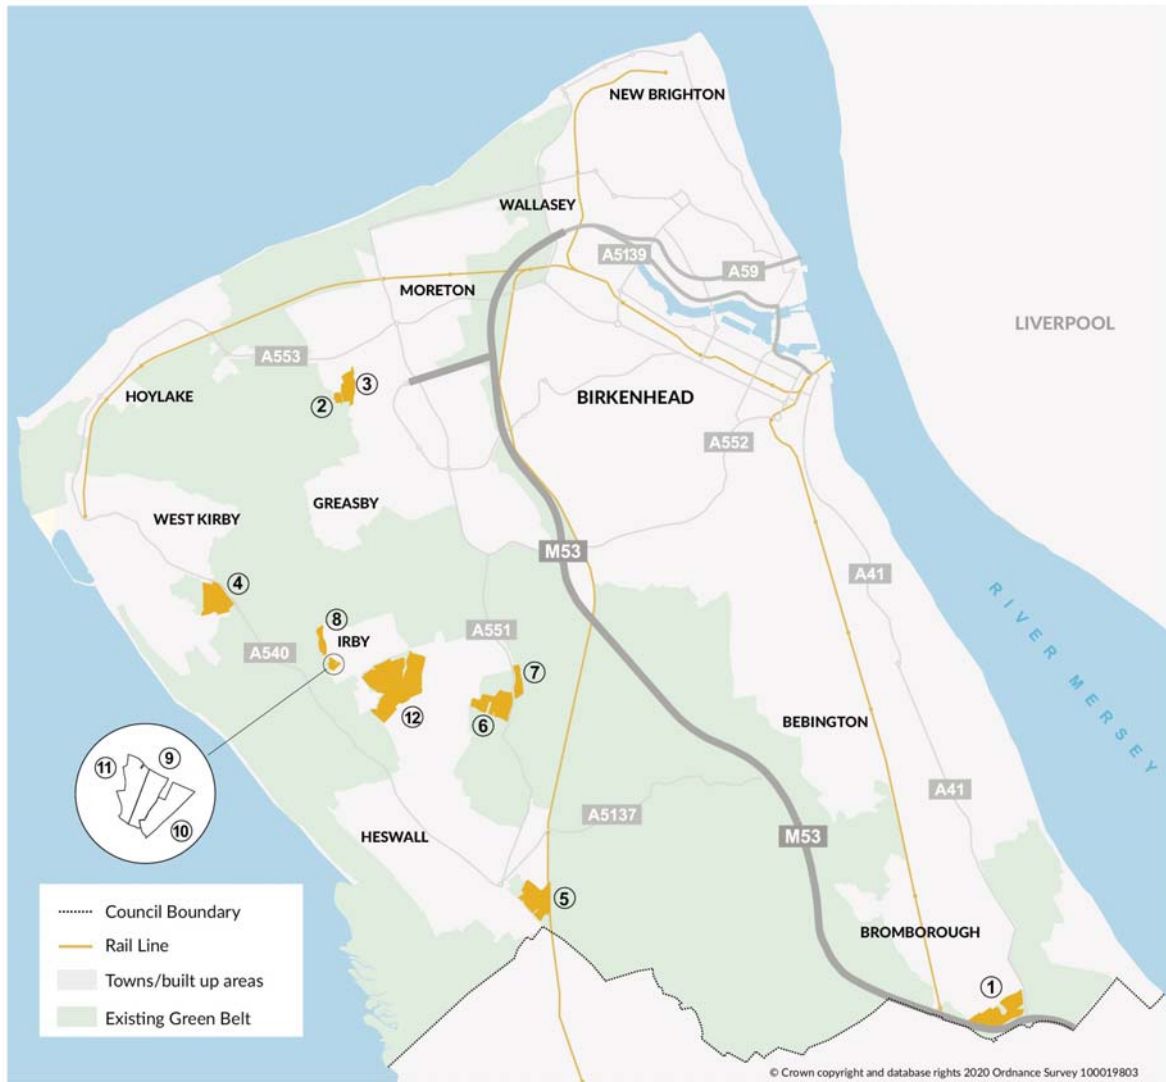 NEW BRIGHTON
WALLASEY
A5139
A59
MORETON
LIVERPOOL
A553
3
2
HOYLAKE
BIRKENHEAD
A552
GREASBY
WEST KIRBY
M53
4
A41
8
IRBY
A551
A540
7
12
6
BEBINGTON
RIVER MERSEY
11
9
10
A41
A5137
HESWALL
M53
5
BROMBOROUGH
1
Council Boundary
Rail Line
Towns/built up areas
Existing Green Belt
© Crown copyright and database rights 2020 Ordnance Survey 100019803